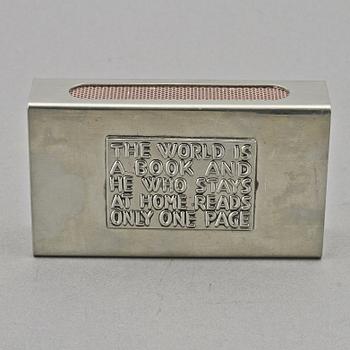 THE WORLD IS
A BOOK AND
HE WHO STAYS
AT HOME READS
ONLY ONE PAGE